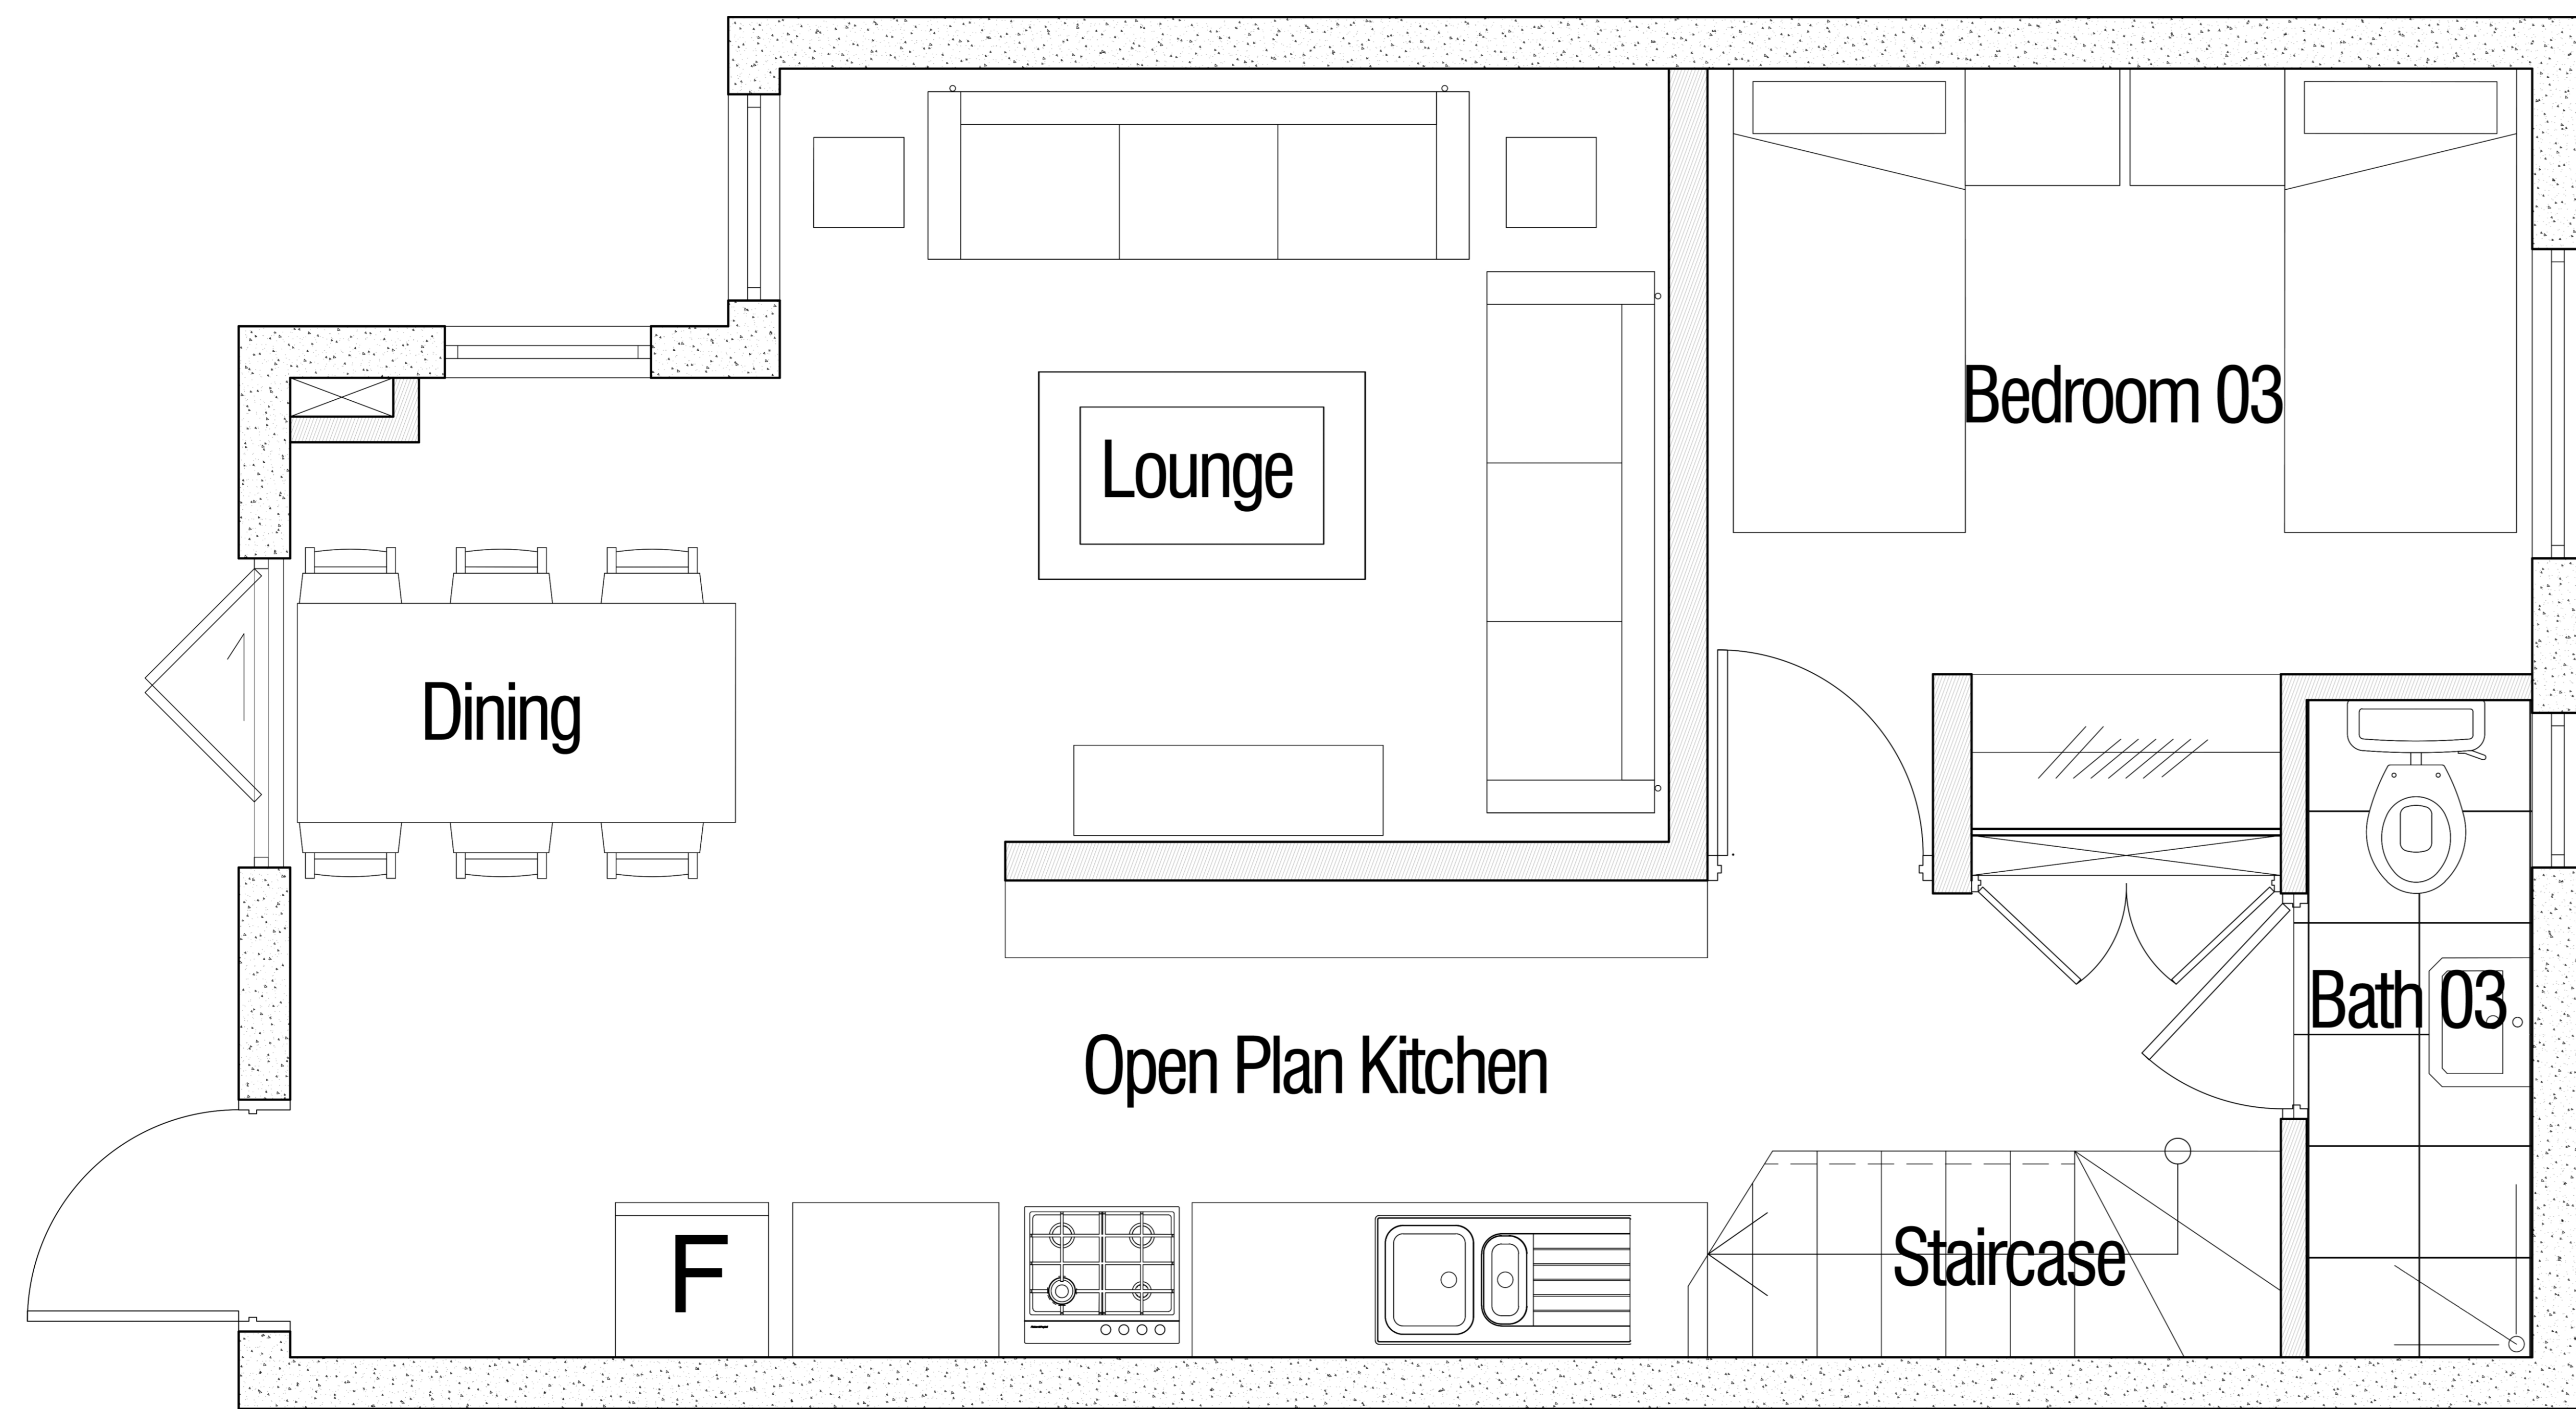 Bedroom 03
Lounge
Dining
Bath 03
Open Plan Kitchen
Staircase
F